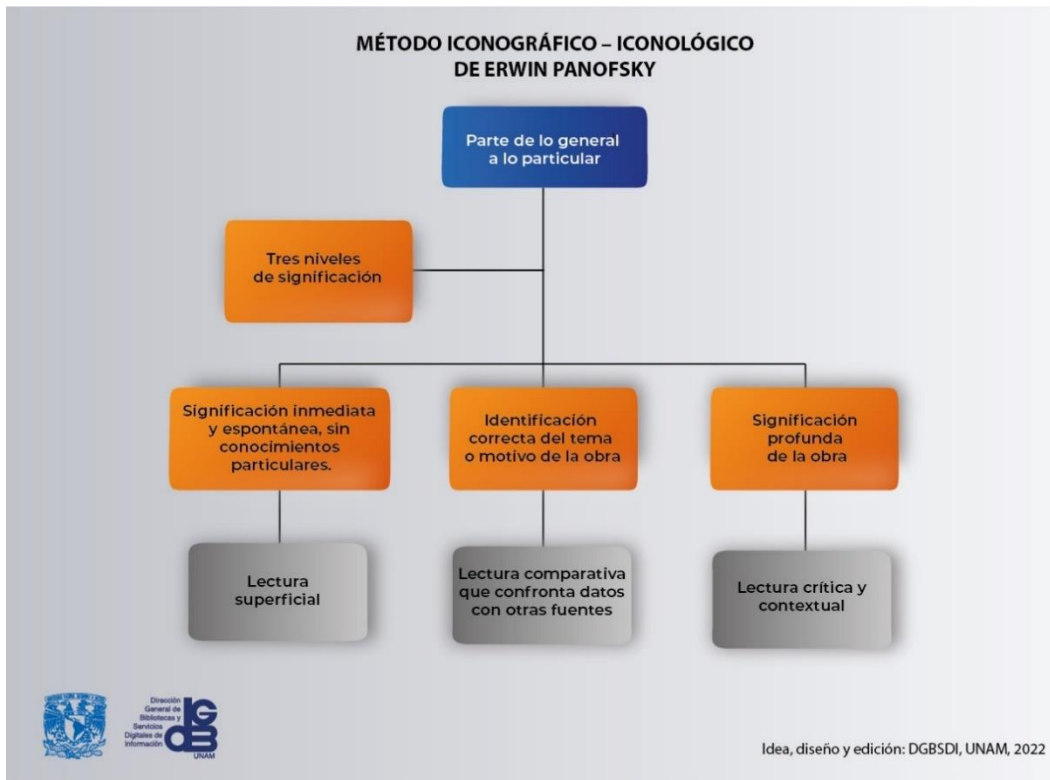 MÉTODO ICONOGRÁFICO – ICONOLÓGICO
DE ERWIN PANOFSKY
Parte de lo general
a lo particular
Tres niveles
de significación
Significación inmediata
y espontánea, sin
conocimientos
particulares.
Identificación
correcta del tema
o motivo de la obra
Significación
profunda
de la obra
Lectura
superficial
Lectura comparativa
que confronta datos
con otras fuentes
Lectura crítica y
contextual
Dirección
General de
Bibliotecas y
Servicios
Digitales de
Información
UNAM
Idea, diseño y edición: DGBSDI, UNAM, 2022